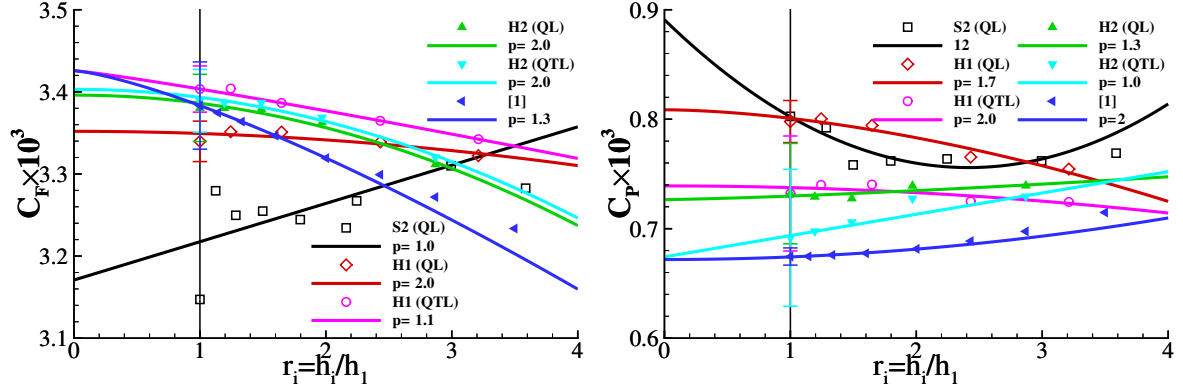 C_F×10^3
3.4
3.3
3.2
3.1
0
1
2
3
4
r_i=h_i/h_1
H2 (QL)
p= 2.0
H2 (QTL)
p= 2.0
[1]
p= 1.3
S2 (QL)
p= 1.0
H1 (QL)
p= 2.0
H1 (QTL)
p= 1.1
C_P×10^3
0.9
0.8
0.7
0.6
0
1
2
3
4
r_i=h_i/h_1
S2 (QL)
12
H1 (QL)
p= 1.7
H1 (QTL)
p= 2.0
H2 (QL)
p= 1.3
H2 (QTL)
p= 1.0
[1]
p=2